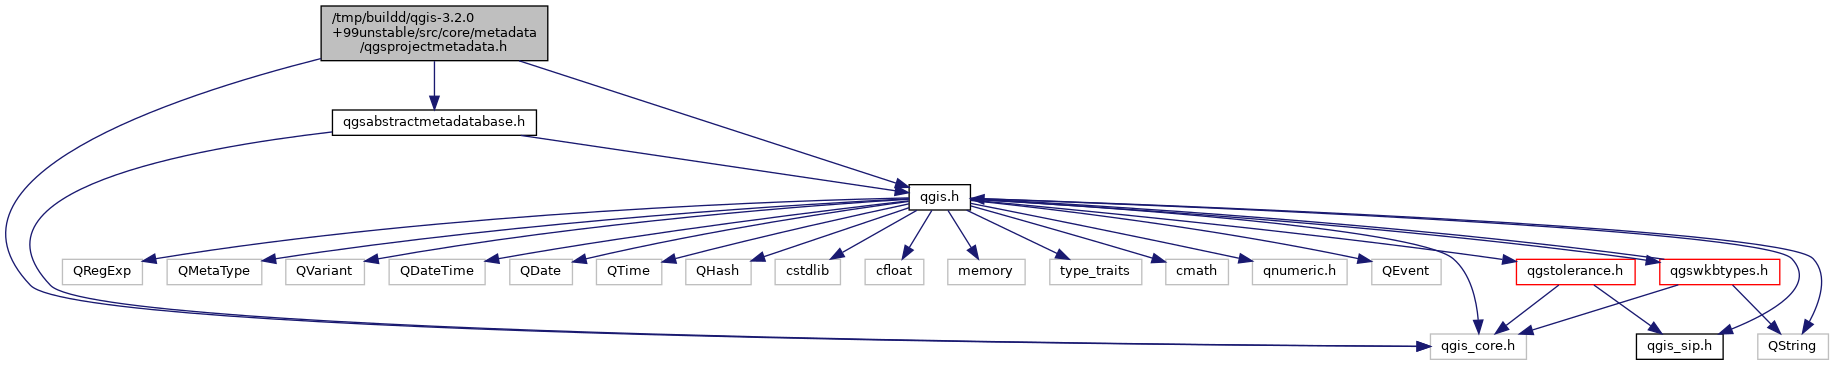 /tmp/buildd/qgis-3.2.0
+99unstable/src/core/metadata
/qgsprojectmetadata.h
qgsabstractmetadatabase.h
qgis.h
QRegExp
QMetaType
QVariant
QDateTime
QDate
QTime
QHash
cstdlib
cfloat
memory
type_traits
cmath
qnumeric.h
QEvent
qgstolerance.h
qgswkbtypes.h
qgis_core.h
qgis_sip.h
QString